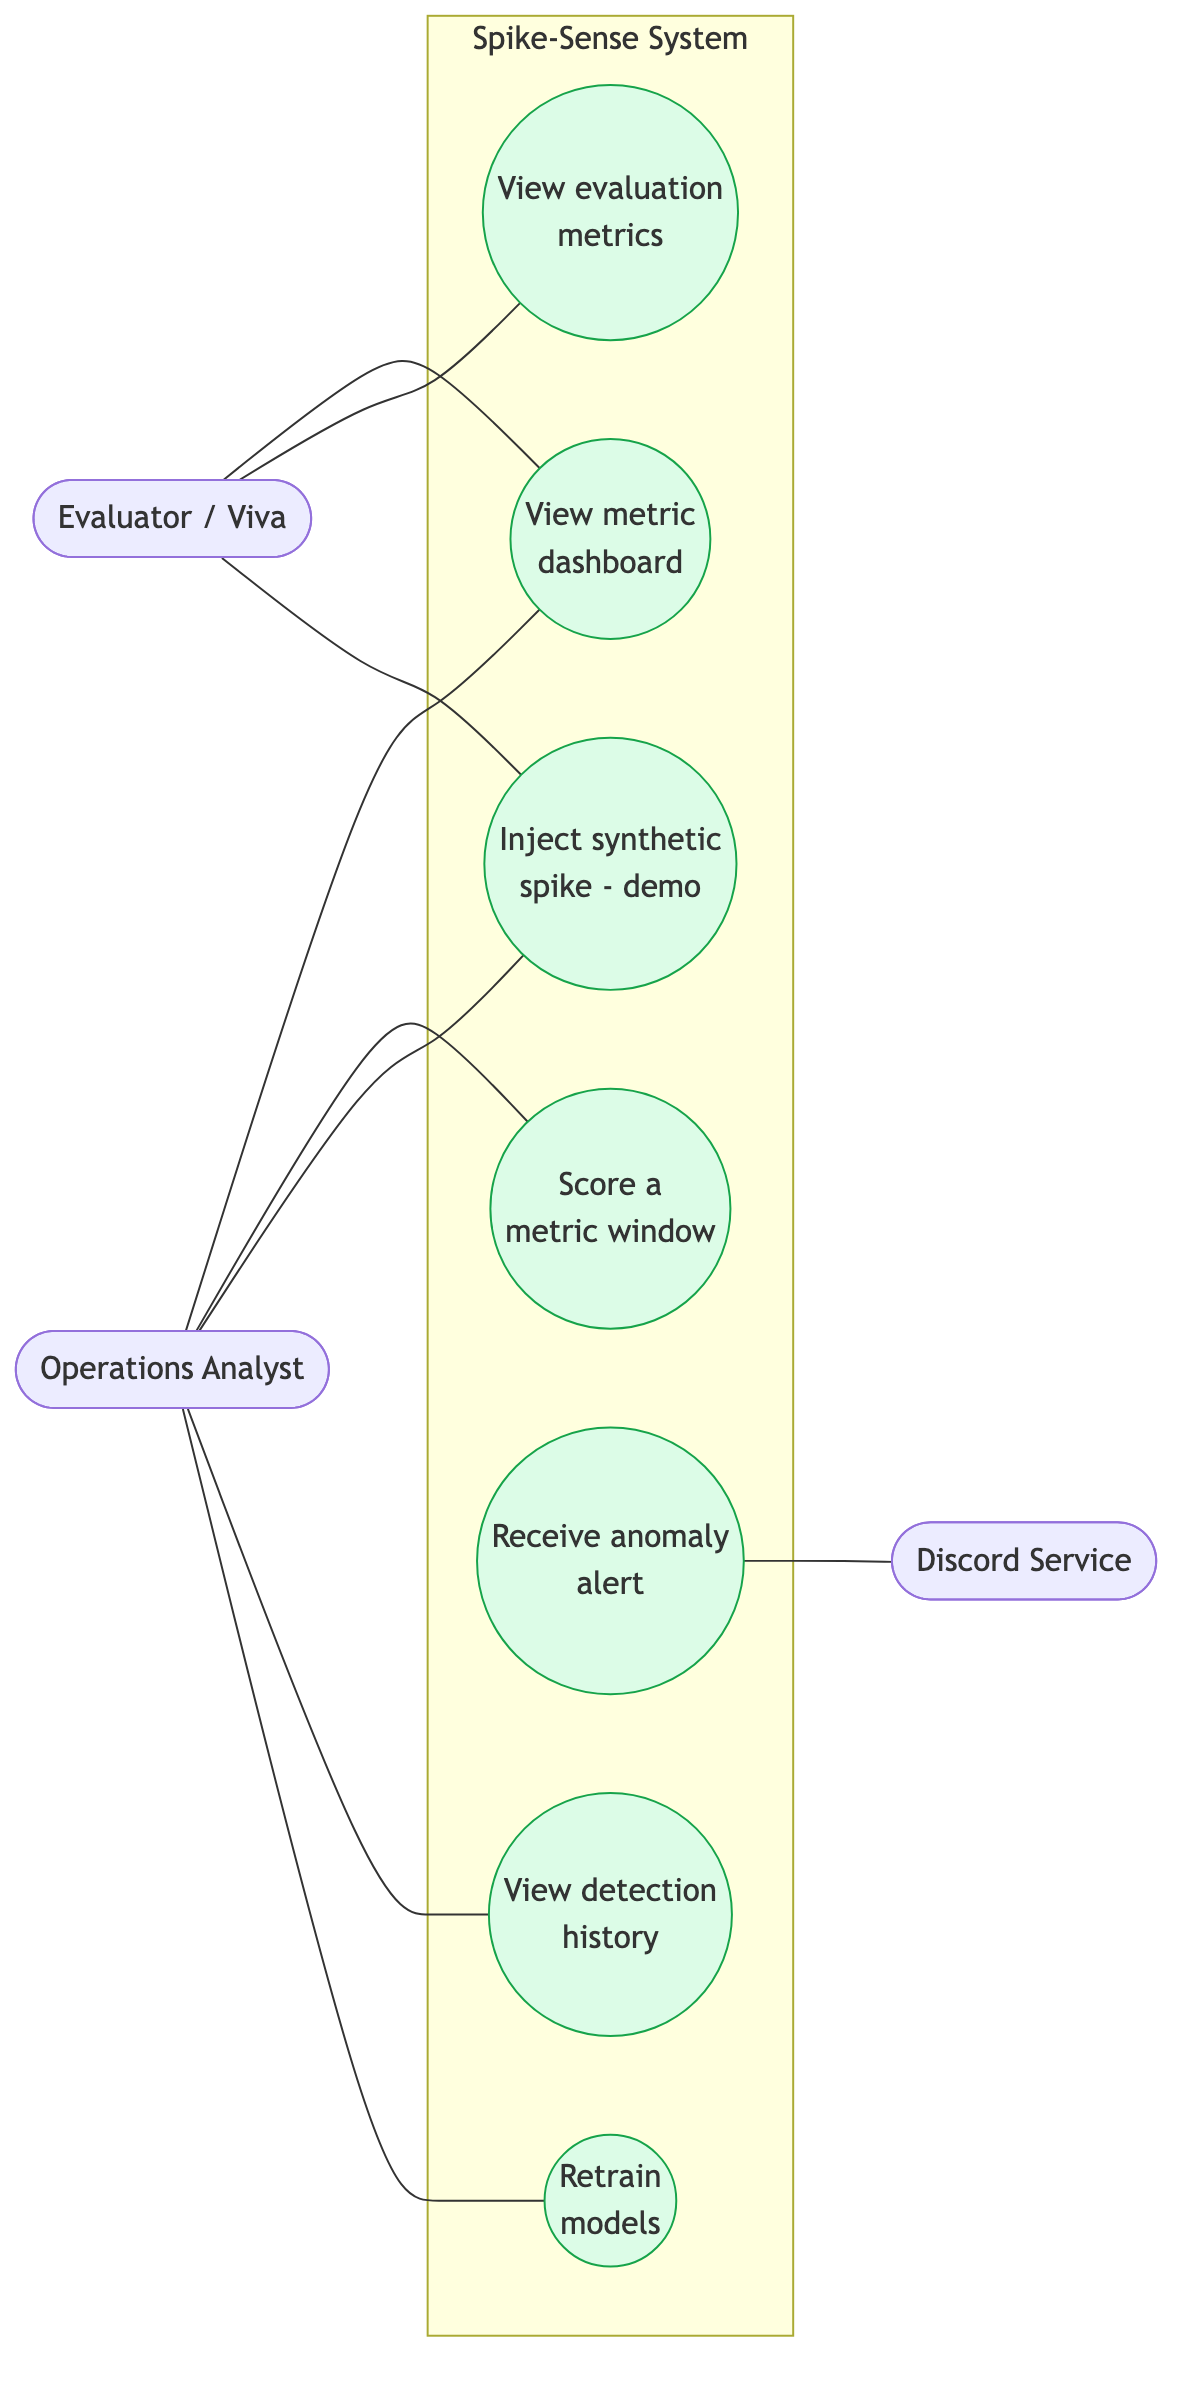 Spike-Sense System
View evaluation
metrics
Evaluator / Viva
View metric
dashboard
Inject synthetic
spike - demo
Score a
metric window
Operations Analyst
Receive anomaly
alert
Discord Service
View detection
history
Retrain
models